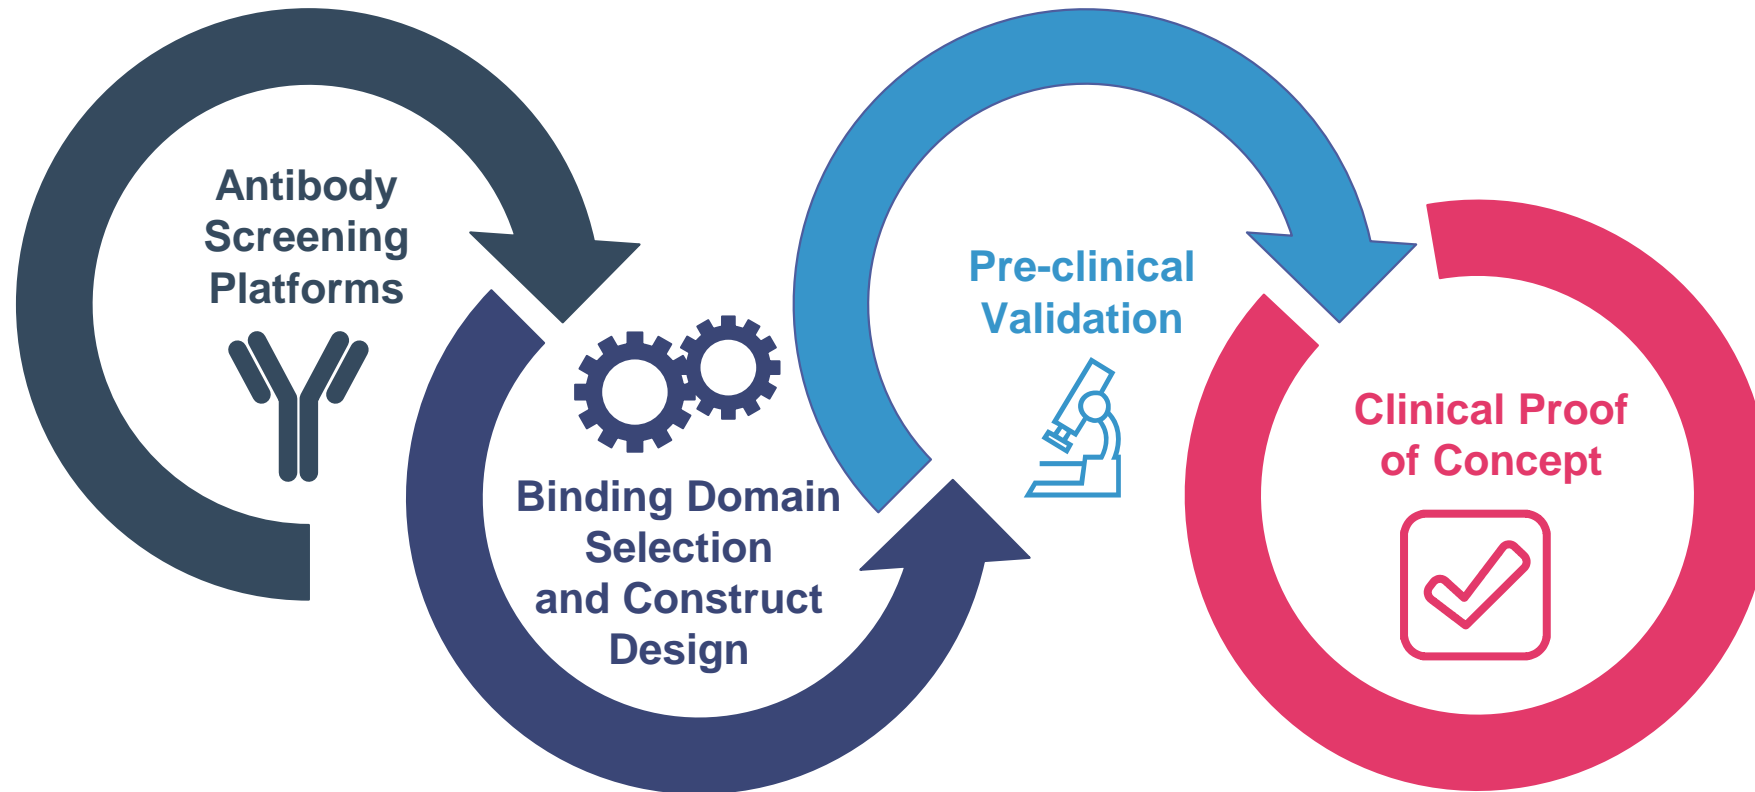 Antibody
Screening
Platforms
Binding Domain
Selection
and Construct
Design
Pre-clinical
Validation
Clinical Proof
of Concept